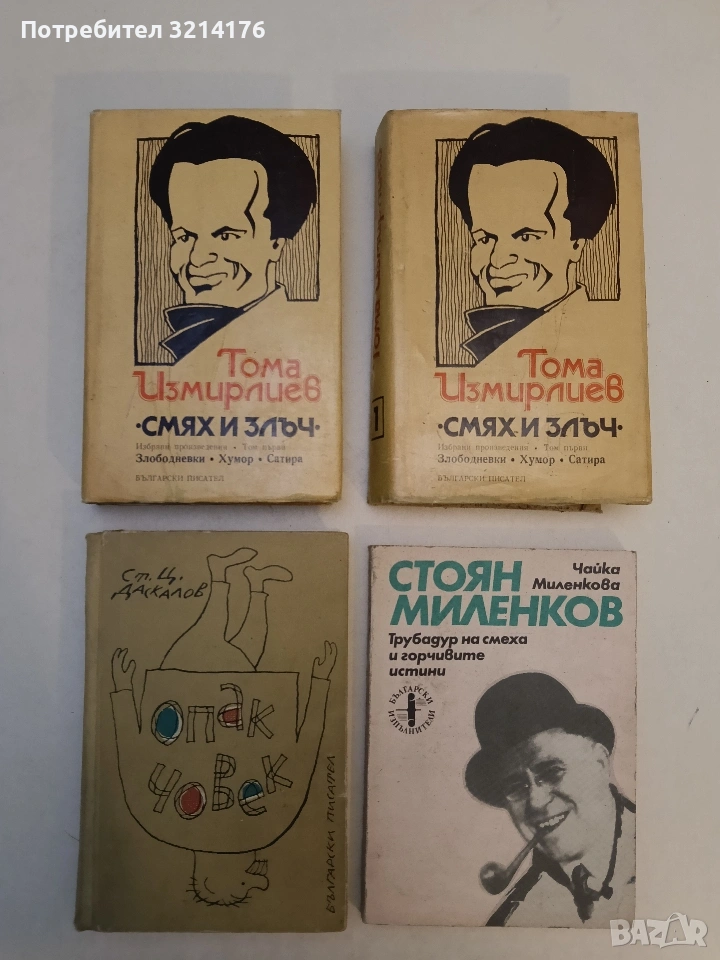 Потребител 3214176
Тома
Измирлиев
·СМЯХ И ЗЛЪЧ·
Избрани произведения • Том първи
Злободневки • Хумор • Сатира
БЪЛГАРСКИ ПИСАТЕЛ
1
Тома
Измирлиев
·СМЯХ И ЗЛЪЧ·
Избрани произведения • Том първи
Злободневки • Хумор • Сатира
БЪЛГАРСКИ ПИСАТЕЛ
Ст. Ц.
ДАСКАЛОВ
ОПАК
ЧОВЕК
БЪЛГАРСКИ ПИСАТЕЛ
Чайка
Миленкова
СТОЯН
МИЛЕНКОВ
Трубадур на смеха
и горчивите
истини
БЪЛГАРСКИ
ИЗПЪЛНИТЕЛИ
BAZAR